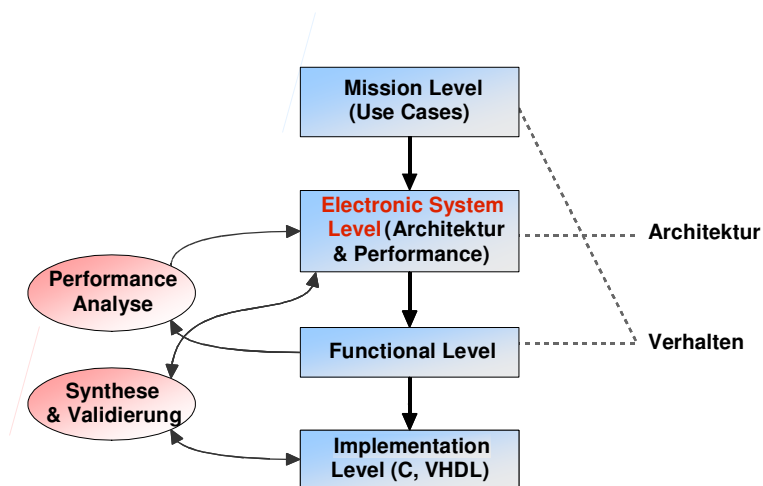 Mission Level
(Use Cases)
Electronic System
Level (Architektur
& Performance)
Architektur
Performance
Analyse
Functional Level
Verhalten
Synthese
& Validierung
Implementation
Level (C, VHDL)